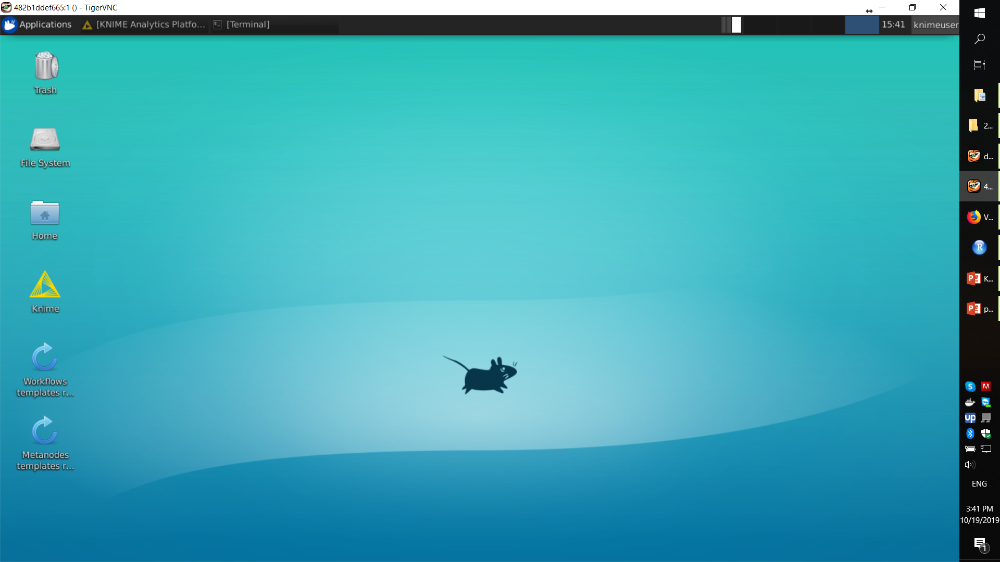 482b1ddef665:1 () - TigerVNC
Applications
[KNIME Analytics Platfo...
[Terminal]
15:41
knimeuser
Trash
File System
Home
Knime
Workflows
templates r...
Metanodes
templates r...
2...
d...
4...
V...
R
P K...
P p...
S
up
ENG
3:41 PM
10/19/2019
1